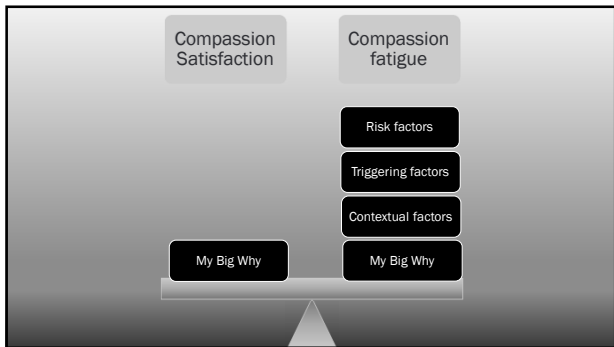 Compassion
Satisfaction
Compassion
fatigue
Risk factors
Triggering factors
Contextual factors
My Big Why
My Big Why